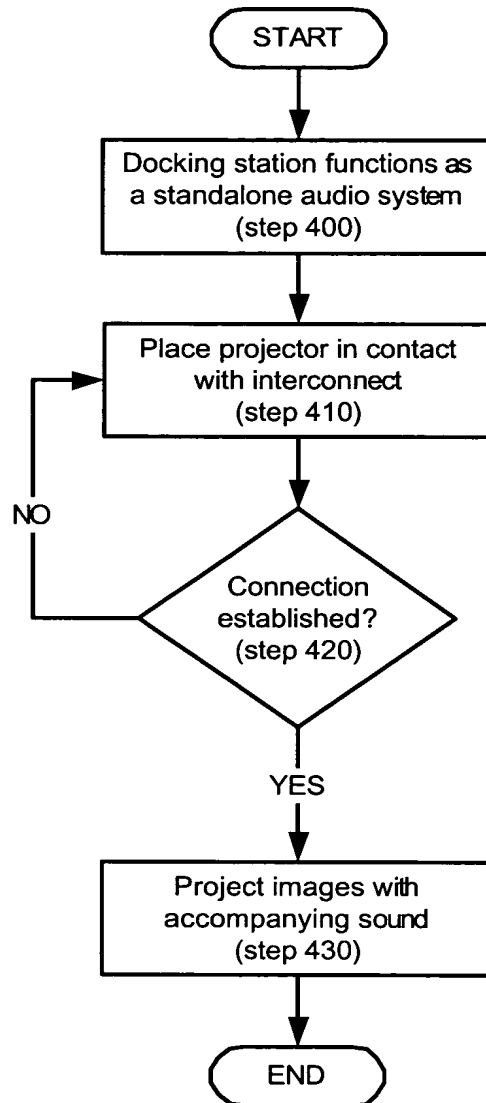 START
Docking station functions as
a standalone audio system
(step 400)
Place projector in contact
with interconnect
(step 410)
NO
Connection
established?
(step 420)
YES
Project images with
accompanying sound
(step 430)
END